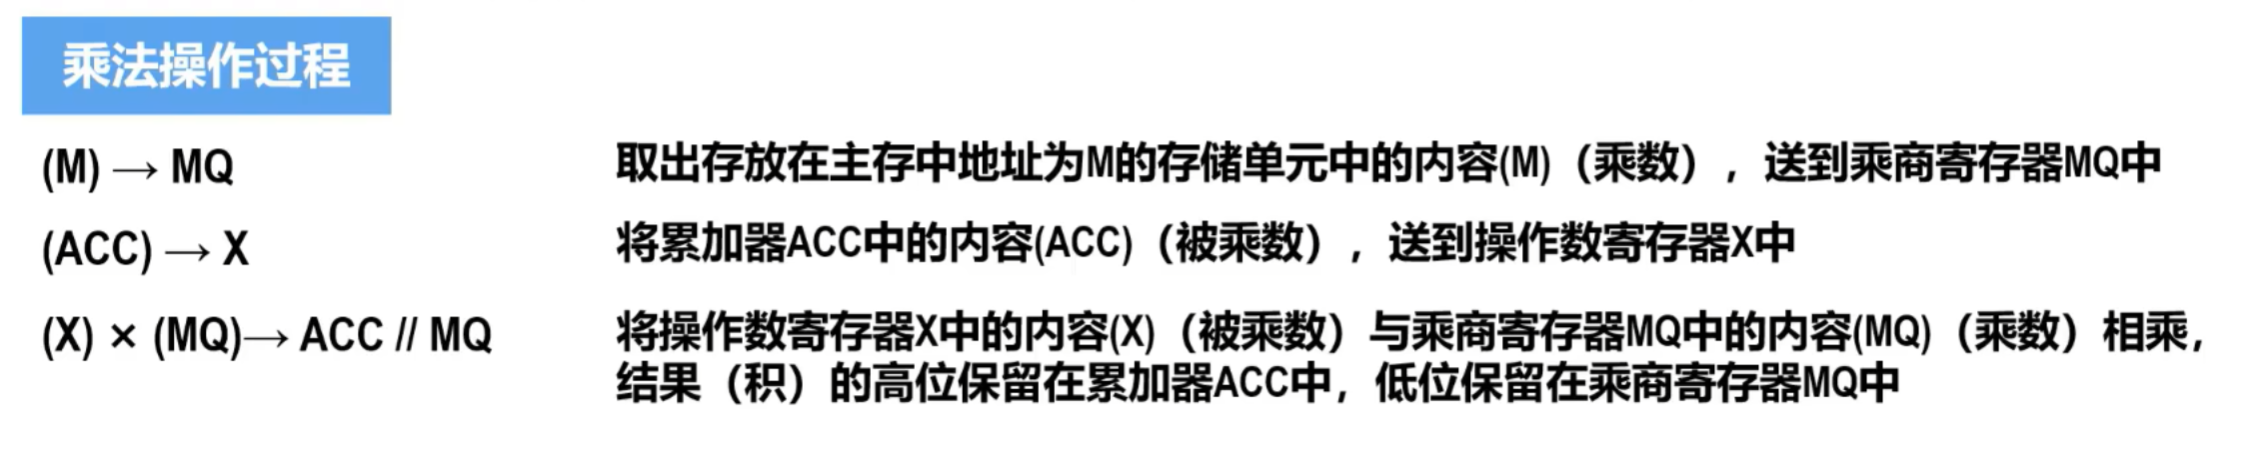 乘法操作过程
(M) → MQ 取出存放在主存中地址为M的存储单元中的内容(M)（乘数），送到乘商寄存器MQ中
(ACC) → X 将累加器ACC中的内容(ACC)（被乘数），送到操作数寄存器X中
(X) × (MQ)→ ACC // MQ 将操作数寄存器X中的内容(X)（被乘数）与乘商寄存器MQ中的内容(MQ)（乘数）相乘，
结果（积）的高位保留在累加器ACC中，低位保留在乘商寄存器MQ中